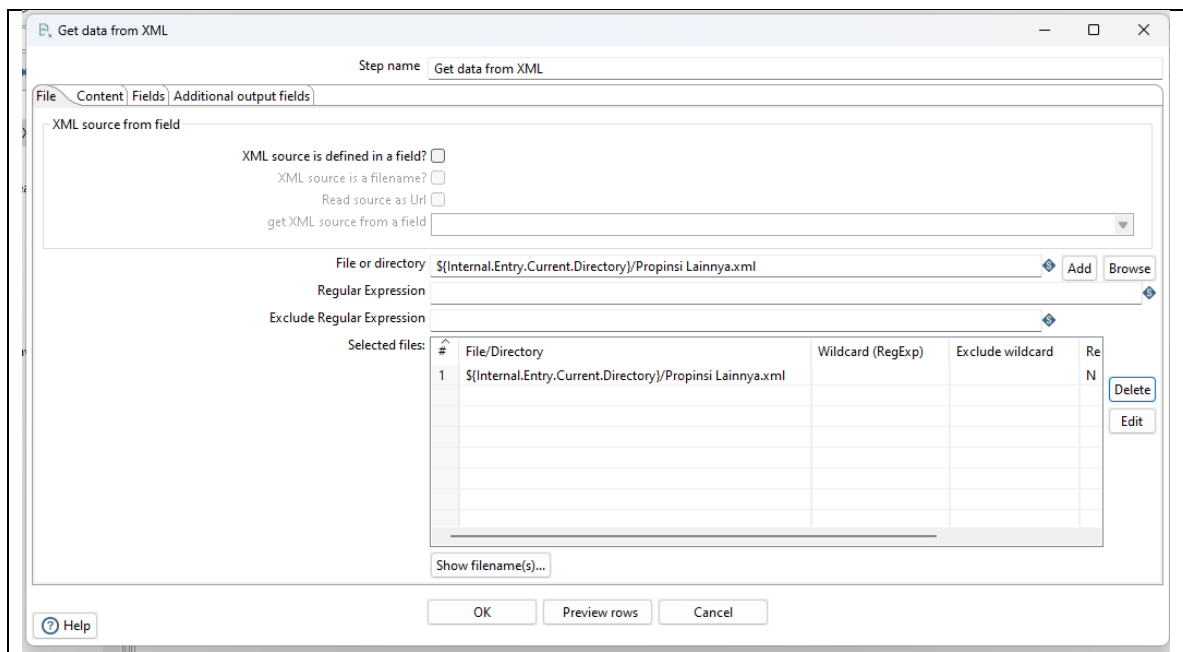 Get data from XML
Step name Get data from XML
File Content Fields Additional output fields
XML source from field
XML source is defined in a field?
XML source is a filename?
Read source as Url
get XML source from a field
File or directory ${Internal.Entry.Current.Directory}/Propinsi Lainnya.xml Add Browse
Regular Expression
Exclude Regular Expression
Selected files: # File/Directory Wildcard (RegExp) Exclude wildcard Re
1 ${Internal.Entry.Current.Directory}/Propinsi Lainnya.xml N
Delete
Edit
Show filename(s)...
OK Preview rows Cancel
Help